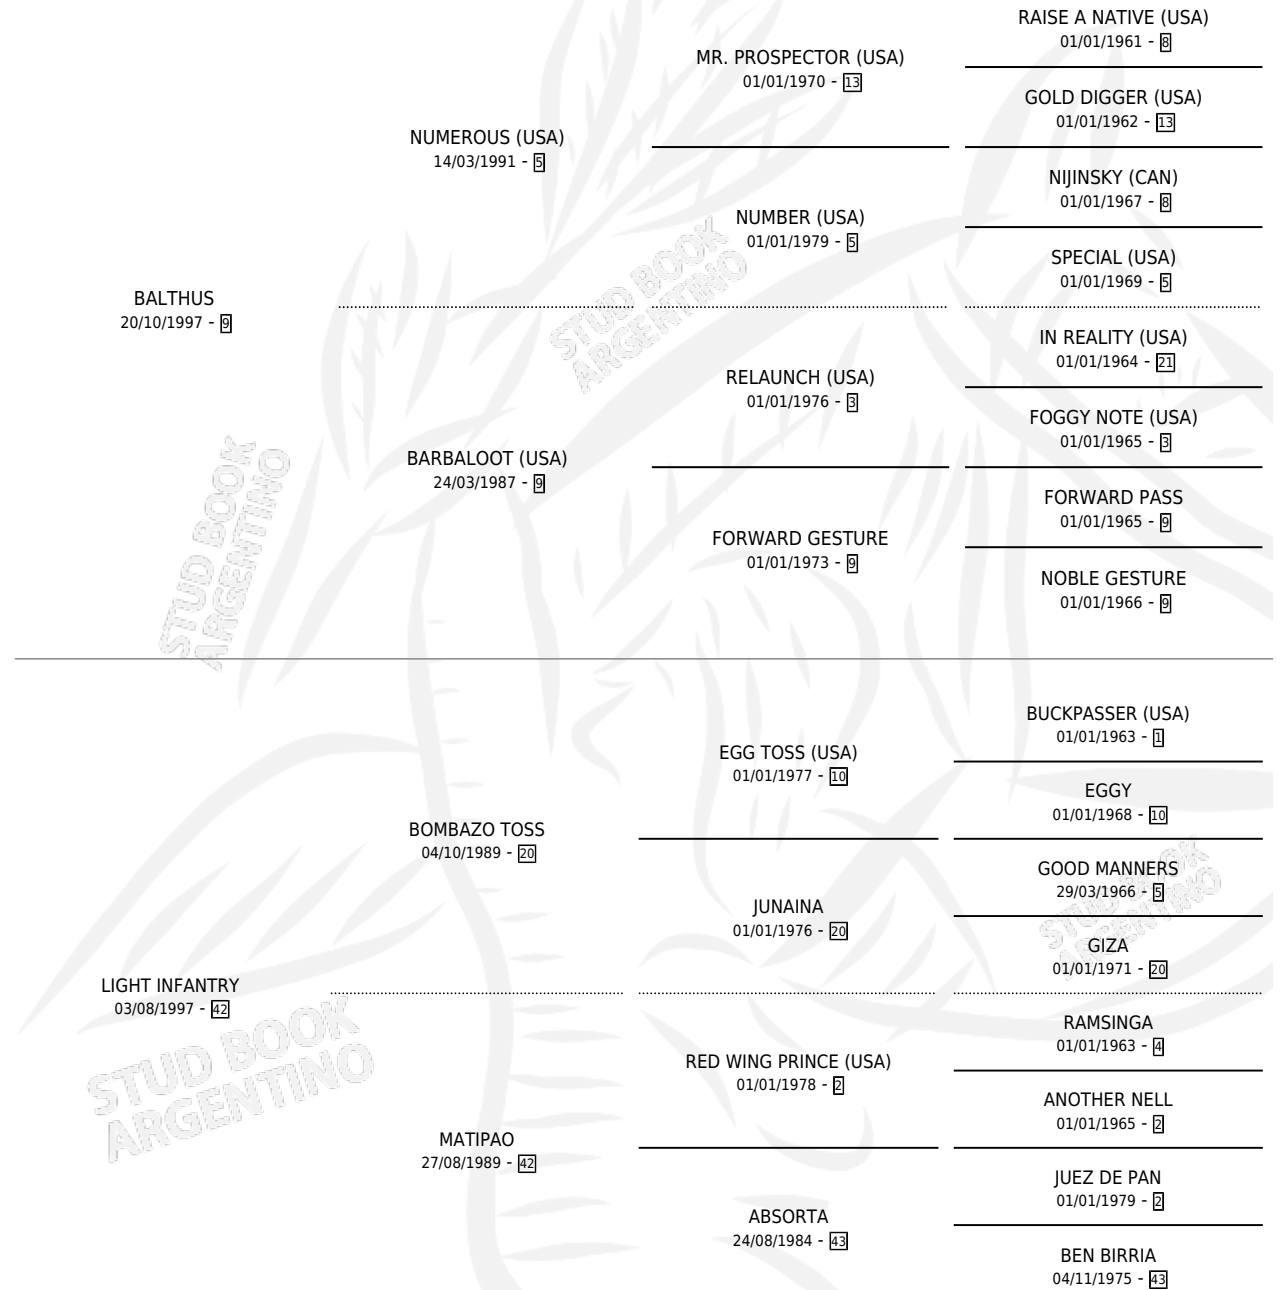 RAISE A NATIVE (USA)
01/01/1961 - 8
MR. PROSPECTOR (USA)
01/01/1970 - 13
GOLD DIGGER (USA)
01/01/1962 - 13
NUMEROUS (USA)
14/03/1991 - 5
NIJINSKY (CAN)
01/01/1967 - 8
NUMBER (USA)
01/01/1979 - 5
SPECIAL (USA)
01/01/1969 - 5
BALTHUS
20/10/1997 - 9
IN REALITY (USA)
01/01/1964 - 21
RELAUNCH (USA)
01/01/1976 - 3
FOGGY NOTE (USA)
01/01/1965 - 3
BARBALOOT (USA)
24/03/1987 - 9
FORWARD PASS
01/01/1965 - 9
FORWARD GESTURE
01/01/1973 - 9
NOBLE GESTURE
01/01/1966 - 9
STUD BOOK
ARGENTINO
STUD BOOK
ARGENTINO
BUCKPASSER (USA)
01/01/1963 - 1
EGG TOSS (USA)
01/01/1977 - 10
EGGY
01/01/1968 - 10
BOMBAZO TOSS
04/10/1989 - 20
GOOD MANNERS
29/03/1966 - 5
JUNAINA
01/01/1976 - 20
GIZA
01/01/1971 - 20
LIGHT INFANTRY
03/08/1997 - 42
RAMSINGA
01/01/1963 - 4
RED WING PRINCE (USA)
01/01/1978 - 2
ANOTHER NELL
01/01/1965 - 2
MATIPAO
27/08/1989 - 42
JUEZ DE PAN
01/01/1979 - 2
ABSORTA
24/08/1984 - 43
BEN BIRRIA
04/11/1975 - 43
STUD BOOK
ARGENTINO
STUD BOOK
ARGENTINO